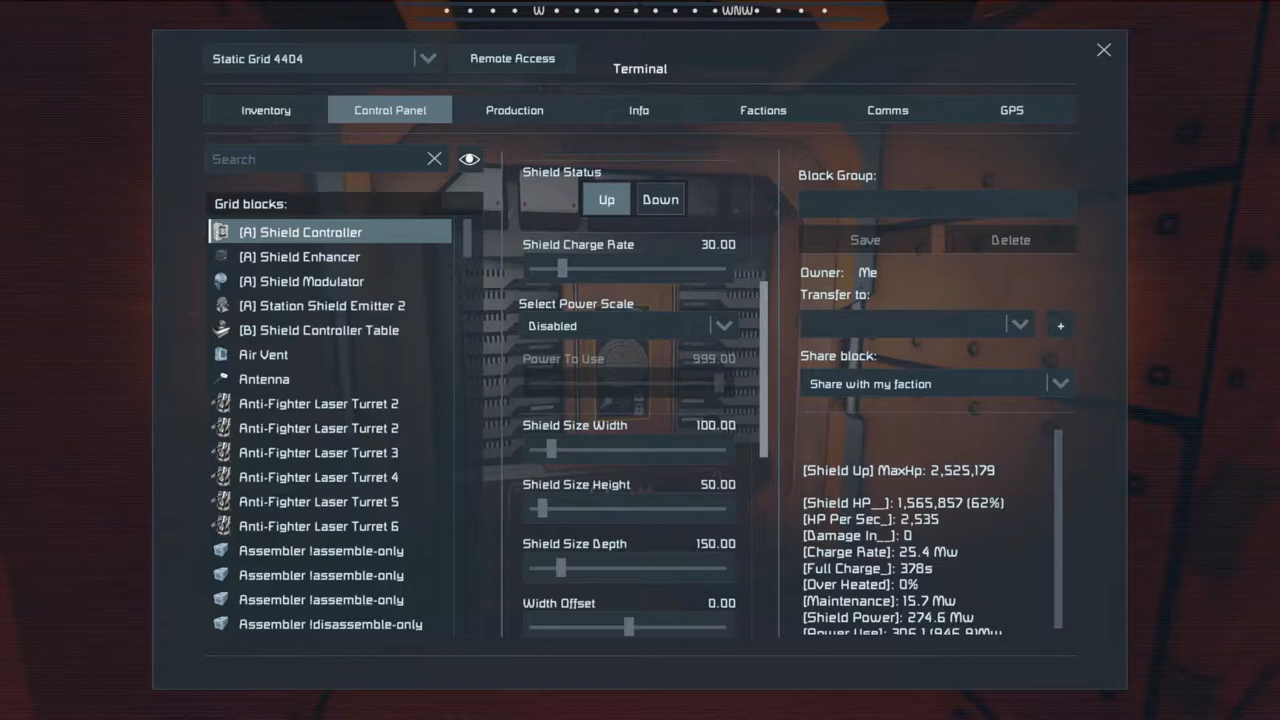 W WNW
Static Grid 4404
Remote Access
Terminal
Inventory
Control Panel
Production
Info
Factions
Comms
GPS
Search
Grid blocks:
[A] Shield Controller
[A] Shield Enhancer
[A] Shield Modulator
[A] Station Shield Emitter 2
[B] Shield Controller Table
Air Vent
Antenna
Anti-Fighter Laser Turret 2
Anti-Fighter Laser Turret 2
Anti-Fighter Laser Turret 3
Anti-Fighter Laser Turret 4
Anti-Fighter Laser Turret 5
Anti-Fighter Laser Turret 6
Assembler !assemble-only
Assembler !assemble-only
Assembler !assemble-only
Assembler !disassemble-only
Shield Status
Up Down
Shield Charge Rate 30.00
Select Power Scale
Disabled
Power To Use 999.00
Shield Size Width 100.00
Shield Size Height 50.00
Shield Size Depth 150.00
Width Offset 0.00
Block Group:
Save Delete
Owner: Me
Transfer to:
+
Share block:
Share with my faction
[Shield Up] MaxHp: 2,525,179
[Shield HP__]: 1,565,857 (62%)
[HP Per Sec_]: 2,535
[Damage In__]: 0
[Charge Rate]: 25.4 Mw
[Full Charge_]: 378s
[Over Heated]: 0%
[Maintenance]: 15.7 Mw
[Shield Power]: 274.6 Mw
[Power Use]: